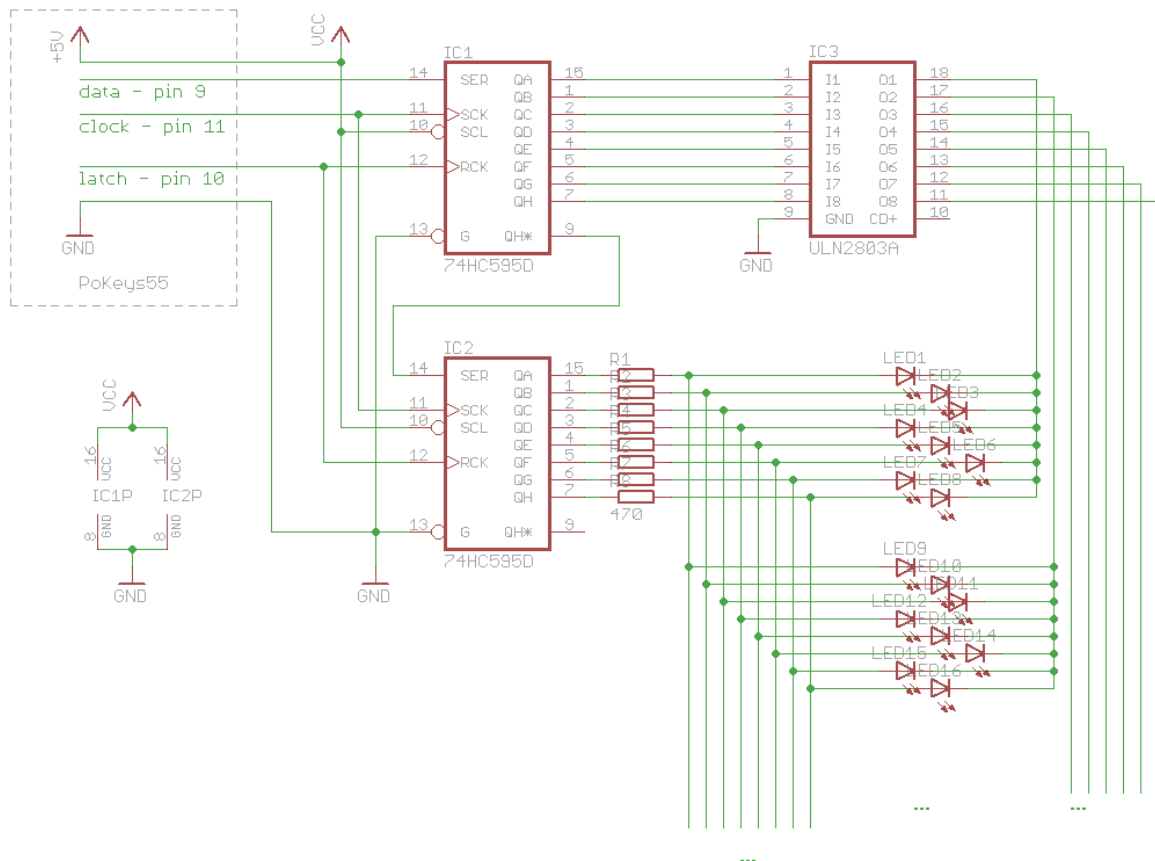 +5V
VCC
data - pin 9
clock - pin 11
latch - pin 10
GND
PoKeys55
IC1
14 SER QA 15
QB 1
11 SCK QC 2
10 SCL QD 3
QE 4
12 RCK QF 5
QG 6
QH 7
13 G QH* 9
74HC595D
IC3
1 I1 O1 18
2 I2 O2 17
3 I3 O3 16
4 I4 O4 15
5 I5 O5 14
6 I6 O6 13
7 I7 O7 12
8 I8 O8 11
9 GND CD+ 10
ULN2803A
GND
IC2
14 SER QA 15
QB 1
11 SCK QC 2
10 SCL QD 3
QE 4
12 RCK QF 5
QG 6
QH 7
13 G QH* 9
74HC595D
GND
R1
R2
R3
R4
R5
R6
R7
R8
470
LED1
LED2
LED3
LED4
LED5
LED6
LED7
LED8
LED9
LED10
LED11
LED12
LED13
LED14
LED15
LED16
VCC
16 VCC
16 VCC
IC1P IC2P
8 GND
8 GND
GND
...
...
...